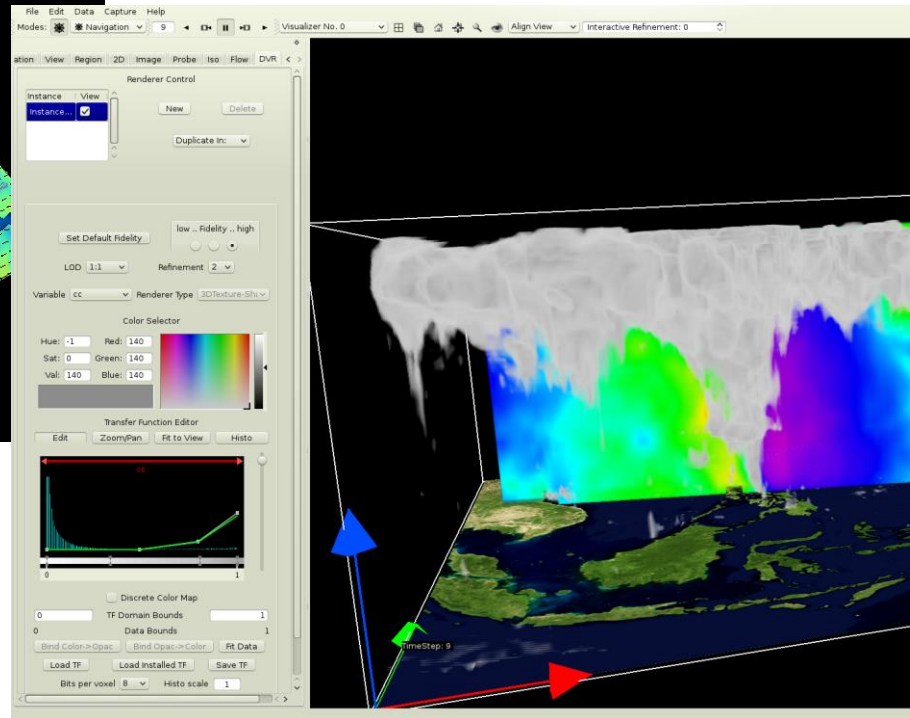 File Edit Data Capture Help
Modes: Navigation 9 Visualizer No. 0 Align View Interactive Refinement: 0
ation View Region 2D Image Probe Iso Flow DVR
Renderer Control
Instance View
Instance... New Delete
Duplicate In:
low .. Fidelity .. high
Set Default Fidelity
LOD 1:1 Refinement 2
Variable cc Renderer Type 3DTexture-Sh
Color Selector
Hue: -1 Red: 140
Sat: 0 Green: 140
Val: 140 Blue: 140
Transfer Function Editor
Edit Zoom/Pan Fit to View Histo
0 1
Discrete Color Map
0 TF Domain Bounds 1
0 Data Bounds 1
Bind Color->Opac Bind Opac->Color Fit Data
Load TF Load Installed TF Save TF
Bits per voxel 8 Histo scale 1
TimeStep: 9